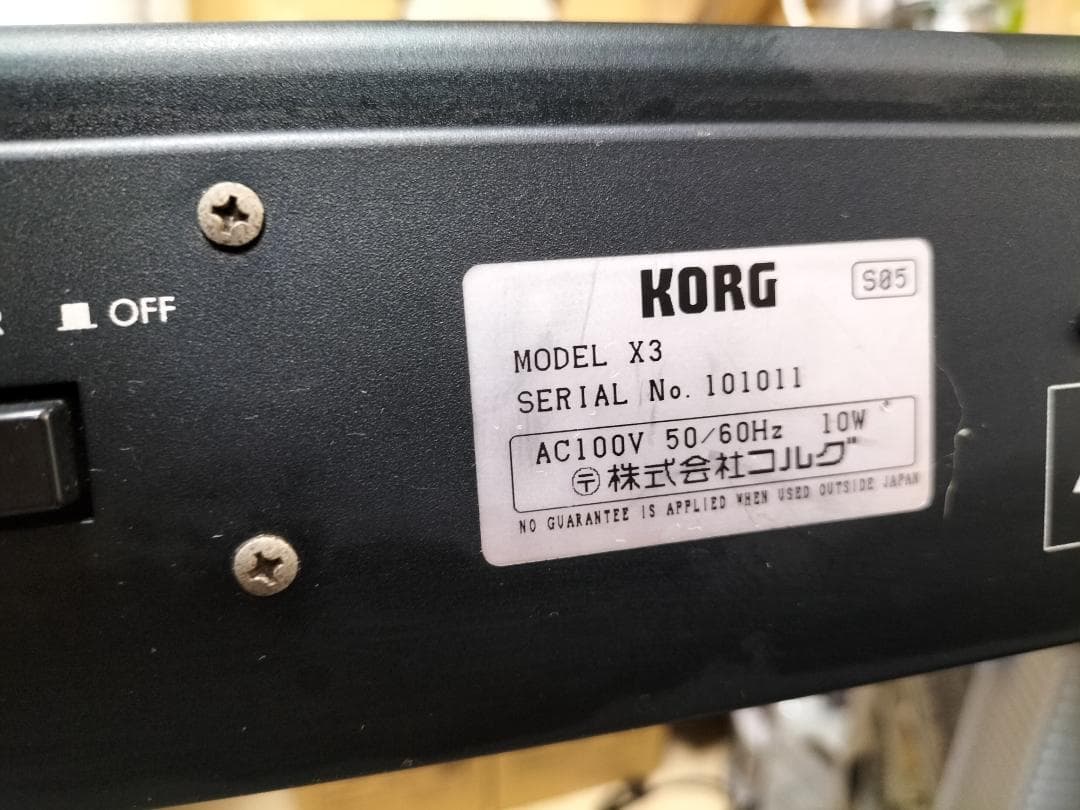 OFF
KORG
S05
MODEL X3
SERIAL No. 101011
AC100V 50/60Hz 10W
〒株式会社コルグ
NO GUARANTEE IS APPLIED WHEN USED OUTSIDE JAPAN